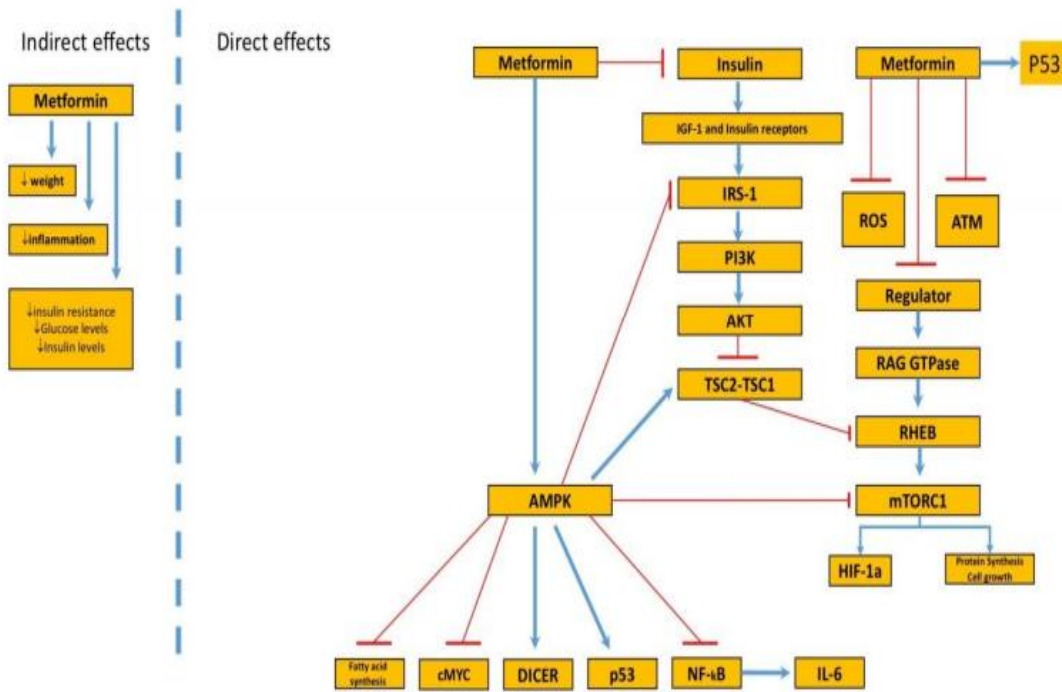 Indirect effects
Metformin
↓weight
↓Inflammation
↓insulin resistance
↓Glucose levels
↓Insulin levels
Direct effects
Metformin
Insulin
IGF-1 and Insulin receptors
IRS-1
PI3K
AKT
TSC2-TSC1
Metformin
P53
ROS
ATM
Regulator
RAG GTPase
RHEB
AMPK
mTORC1
HIF-1a
Protein Synthesis
Cell growth
Fatty acid
synthesis
cMYC
DICER
p53
NF-kB
IL-6